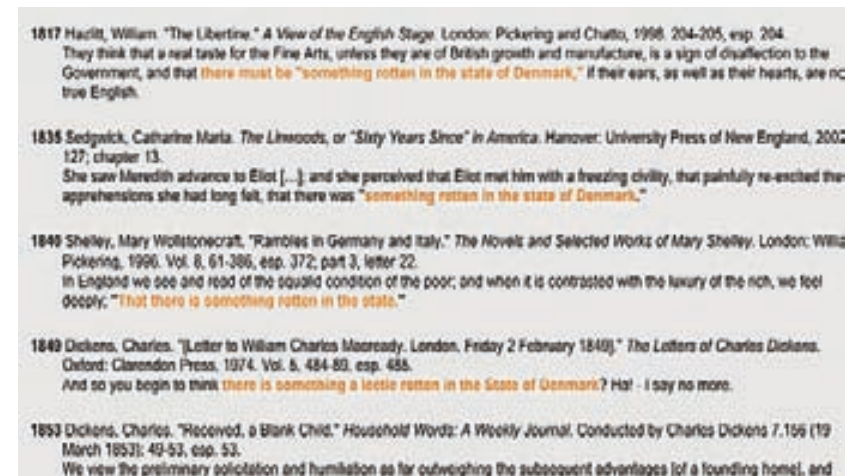 1817 Hazlitt, William. "The Libertine." A View of the English Stage. London: Pickering and Chatto, 1998. 204-205, esp. 204.
They think that a real taste for the Fine Arts, unless they are of British growth and manufacture, is a sign of disaffection to the
Government, and that there must be "something rotten in the state of Denmark," if their ears, as well as their hearts, are no
true English.
1835 Sedgwick, Catharine Maria. The Linwoods, or "Sixty Years Since" in America. Hanover: University Press of New England, 2002
127; chapter 13.
She saw Meredith advance to Eliot [...]; and she perceived that Eliot met him with a freezing civility, that painfully re-excited the
apprehensions she had long felt, that there was "something rotten in the state of Denmark."
1840 Shelley, Mary Wollstonecraft. "Rambles in Germany and Italy." The Novels and Selected Works of Mary Shelley. London: Willia
Pickering, 1996. Vol. 8, 61-386, esp. 372; part 3, letter 22.
In England we see and read of the squalid condition of the poor; and when it is contrasted with the luxury of the rich, we feel
deeply: "That there is something rotten in the state."
1849 Dickens, Charles. "[Letter to William Charles Macready. London. Friday 2 February 1849]." The Letters of Charles Dickens.
Oxford: Clarendon Press, 1974. Vol. 5, 484-89, esp. 488.
And so you begin to think there is something a leetle rotten in the State of Denmark? Ha! - I say no more.
1853 Dickens, Charles. "Received, a Blank Child." Household Words: A Weekly Journal. Conducted by Charles Dickens 7.156 (19
March 1853): 49-53, esp. 53.
We view the preliminary solicitation and humiliation as far outweighing the subsequent advantages [of a founding home], and